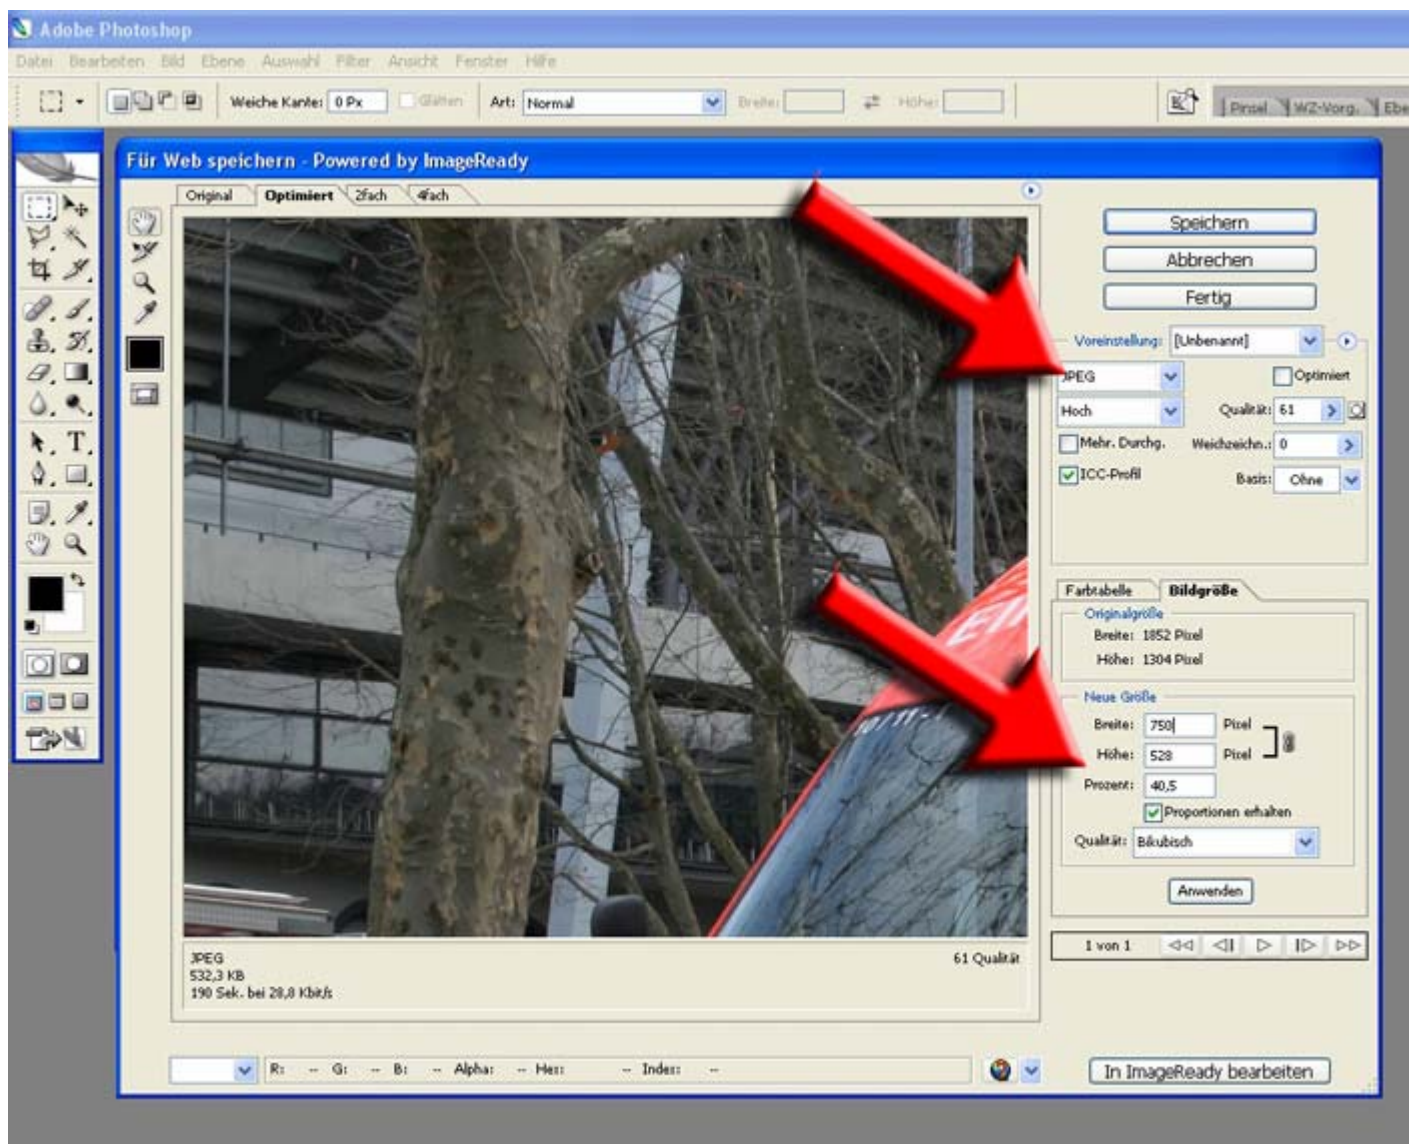 Adobe Photoshop
Datei Bearbeiten Bild Ebene Auswahl Filter Ansicht Fenster Hilfe
Weiche Kante: 0 Px Glätten Art: Normal Breite: Höhe: Pinsel WZ-Vorg. Ebe
Für Web speichern - Powered by ImageReady
Original Optimiert 2fach 4fach
Speichern
Abbrechen
Fertig
Voreinstellung: [Unbenannt]
JPEG Optimiert
Hoch Qualität: 61
Mehr. Durchg. Weichzeichn.: 0
ICC-Profil Basis: Ohne
Farbtabelle Bildgröße
Originalgröße
Breite: 1852 Pixel
Höhe: 1304 Pixel
Neue Größe
Breite: 750 Pixel
Höhe: 528 Pixel
Prozent: 40,5
Proportionen erhalten
Qualität: Bikubisch
Anwenden
1 von 1
JPEG 61 Qualität
532,3 KB
190 Sek. bei 28,8 Kbit/s
R: -- G: -- B: -- Alpha: -- Hex: -- Index: --
In ImageReady bearbeiten